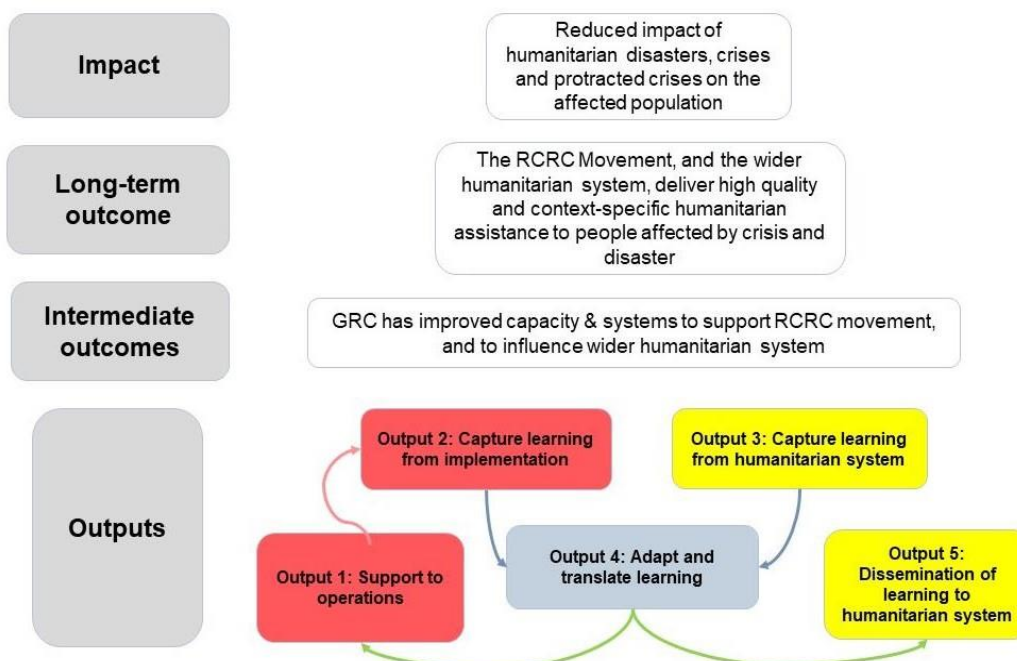 Impact
Reduced impact of
humanitarian disasters, crises
and protracted crises on the
affected population
Long-term
outcome
The RCRC Movement, and the wider
humanitarian system, deliver high quality
and context-specific humanitarian
assistance to people affected by crisis and
disaster
Intermediate
outcomes
GRC has improved capacity & systems to support RCRC movement,
and to influence wider humanitarian system
Outputs
Output 2: Capture learning
from implementation
Output 3: Capture learning
from humanitarian system
Output 1: Support to
operations
Output 4: Adapt and
translate learning
Output 5:
Dissemination of
learning to
humanitarian system